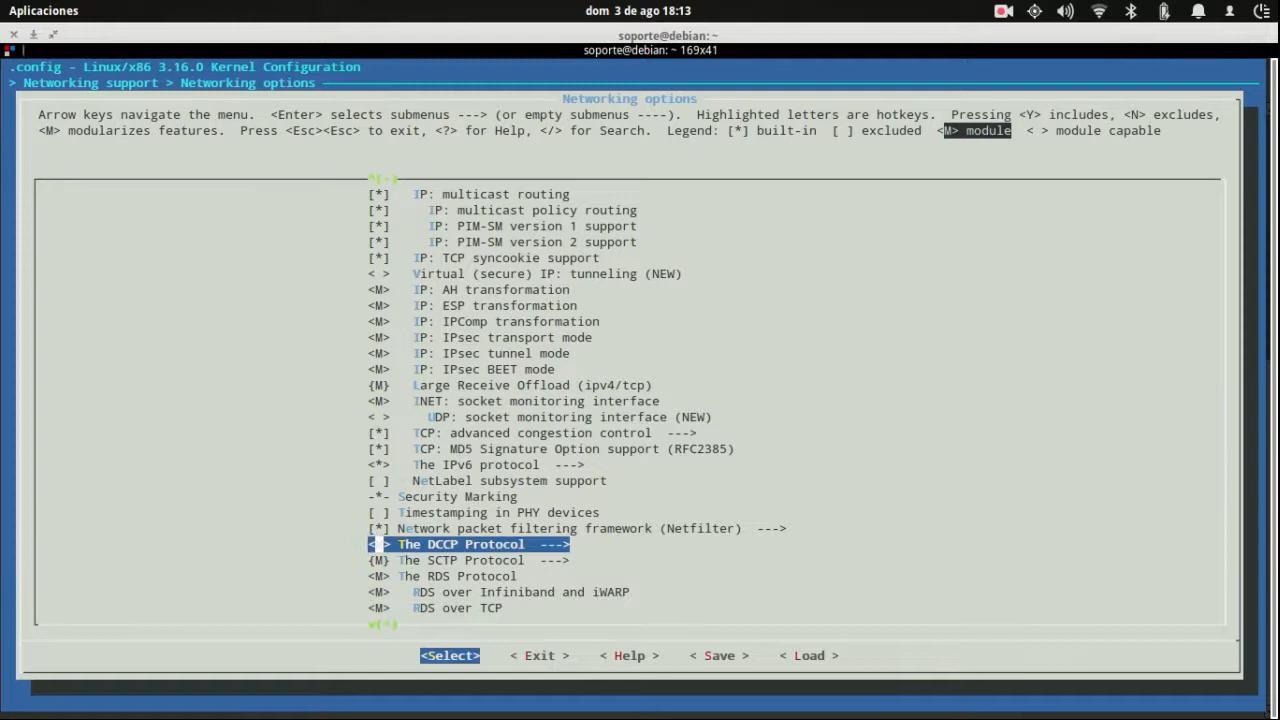 Aplicaciones
dom 3 de ago 18:13
soporte@debian: ~
soporte@debian: ~ 169x41
.config - Linux/x86 3.16.0 Kernel Configuration
> Networking support > Networking options
Networking options
Arrow keys navigate the menu. <Enter> selects submenus ---> (or empty submenus ----). Highlighted letters are hotkeys. Pressing <Y> includes, <N> excludes,
<M> modularizes features. Press <Esc><Esc> to exit, <?> for Help, </> for Search. Legend: [*] built-in [ ] excluded <M> module < > module capable
^(-)
[*] IP: multicast routing
[*] IP: multicast policy routing
[*] IP: PIM-SM version 1 support
[*] IP: PIM-SM version 2 support
[*] IP: TCP syncookie support
< > Virtual (secure) IP: tunneling (NEW)
<M> IP: AH transformation
<M> IP: ESP transformation
<M> IP: IPComp transformation
<M> IP: IPsec transport mode
<M> IP: IPsec tunnel mode
<M> IP: IPsec BEET mode
{M} Large Receive Offload (ipv4/tcp)
<M> INET: socket monitoring interface
< > UDP: socket monitoring interface (NEW)
[*] TCP: advanced congestion control --->
[*] TCP: MD5 Signature Option support (RFC2385)
<*> The IPv6 protocol --->
[ ] NetLabel subsystem support
-*- Security Marking
[ ] Timestamping in PHY devices
[*] Network packet filtering framework (Netfilter) --->
< > The DCCP Protocol --->
{M} The SCTP Protocol --->
<M> The RDS Protocol
<M> RDS over Infiniband and iWARP
<M> RDS over TCP
v(+)
<Select> < Exit > < Help > < Save > < Load >